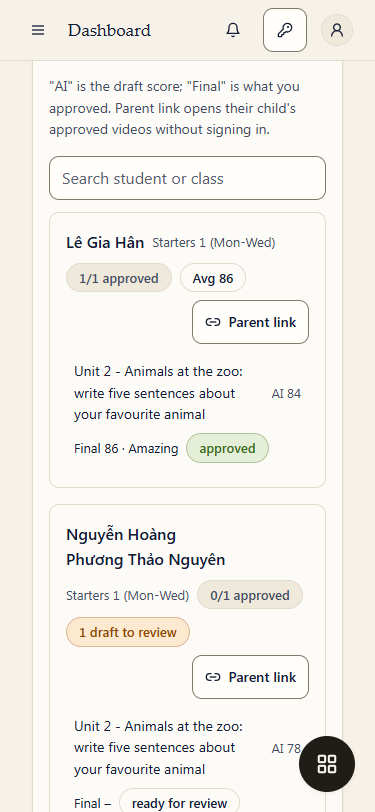 Dashboard
"AI" is the draft score; "Final" is what you
approved. Parent link opens their child's
approved videos without signing in.
Search student or class
Lê Gia Hân Starters 1 (Mon-Wed)
1/1 approved Avg 86
Parent link
Unit 2 - Animals at the zoo:
write five sentences about AI 84
your favourite animal
Final 86 · Amazing approved
Nguyễn Hoàng
Phương Thảo Nguyên
Starters 1 (Mon-Wed) 0/1 approved
1 draft to review
Parent link
Unit 2 - Animals at the zoo:
write five sentences about AI 78
your favourite animal
Final – ready for review